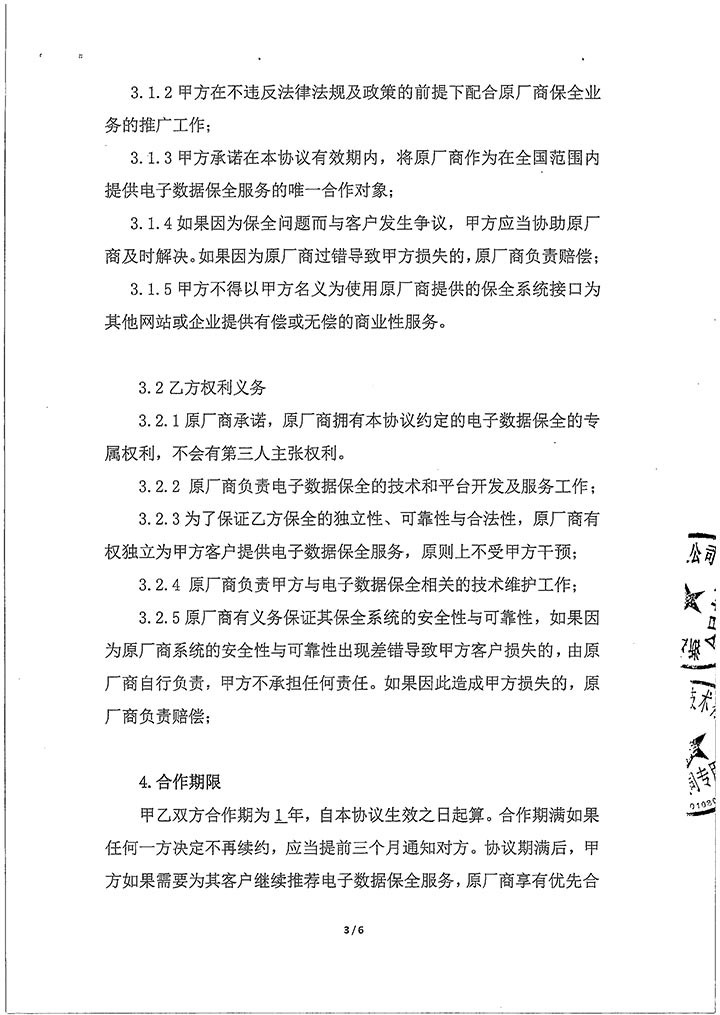 3.1.2 甲方在不违反法律法规及政策的前提下配合原厂商保全业
务的推广工作；
3.1.3 甲方承诺在本协议有效期内，将原厂商作为在全国范围内
提供电子数据保全服务的唯一合作对象；
3.1.4 如果因为保全问题而与客户发生争议，甲方应当协助原厂
商及时解决。如果因为原厂商过错导致甲方损失的，原厂商负责赔偿；
3.1.5 甲方不得以甲方名义为使用原厂商提供的保全系统接口为
其他网站或企业提供有偿或无偿的商业性服务。
3.2 乙方权利义务
3.2.1 原厂商承诺，原厂商拥有本协议约定的电子数据保全的专
属权利，不会有第三人主张权利。
3.2.2 原厂商负责电子数据保全的技术和平台开发及服务工作；
3.2.3 为了保证乙方保全的独立性、可靠性与合法性，原厂商有
权独立为甲方客户提供电子数据保全服务，原则上不受甲方干预；
3.2.4 原厂商负责甲方与电子数据保全相关的技术维护工作；
3.2.5 原厂商有义务保证其保全系统的安全性与可靠性，如果因
为原厂商系统的安全性与可靠性出现差错导致甲方客户损失的，由原
厂商自行负责，甲方不承担任何责任。如果因此造成甲方损失的，原
厂商负责赔偿；
4. 合作期限
甲乙双方合作期为 1 年，自本协议生效之日起算。合作期满如果
任何一方决定不再续约，应当提前三个月通知对方。协议期满后，甲
方如果需要为其客户继续推荐电子数据保全服务，原厂商享有优先合
3/6
公司
技术
同专用
01080